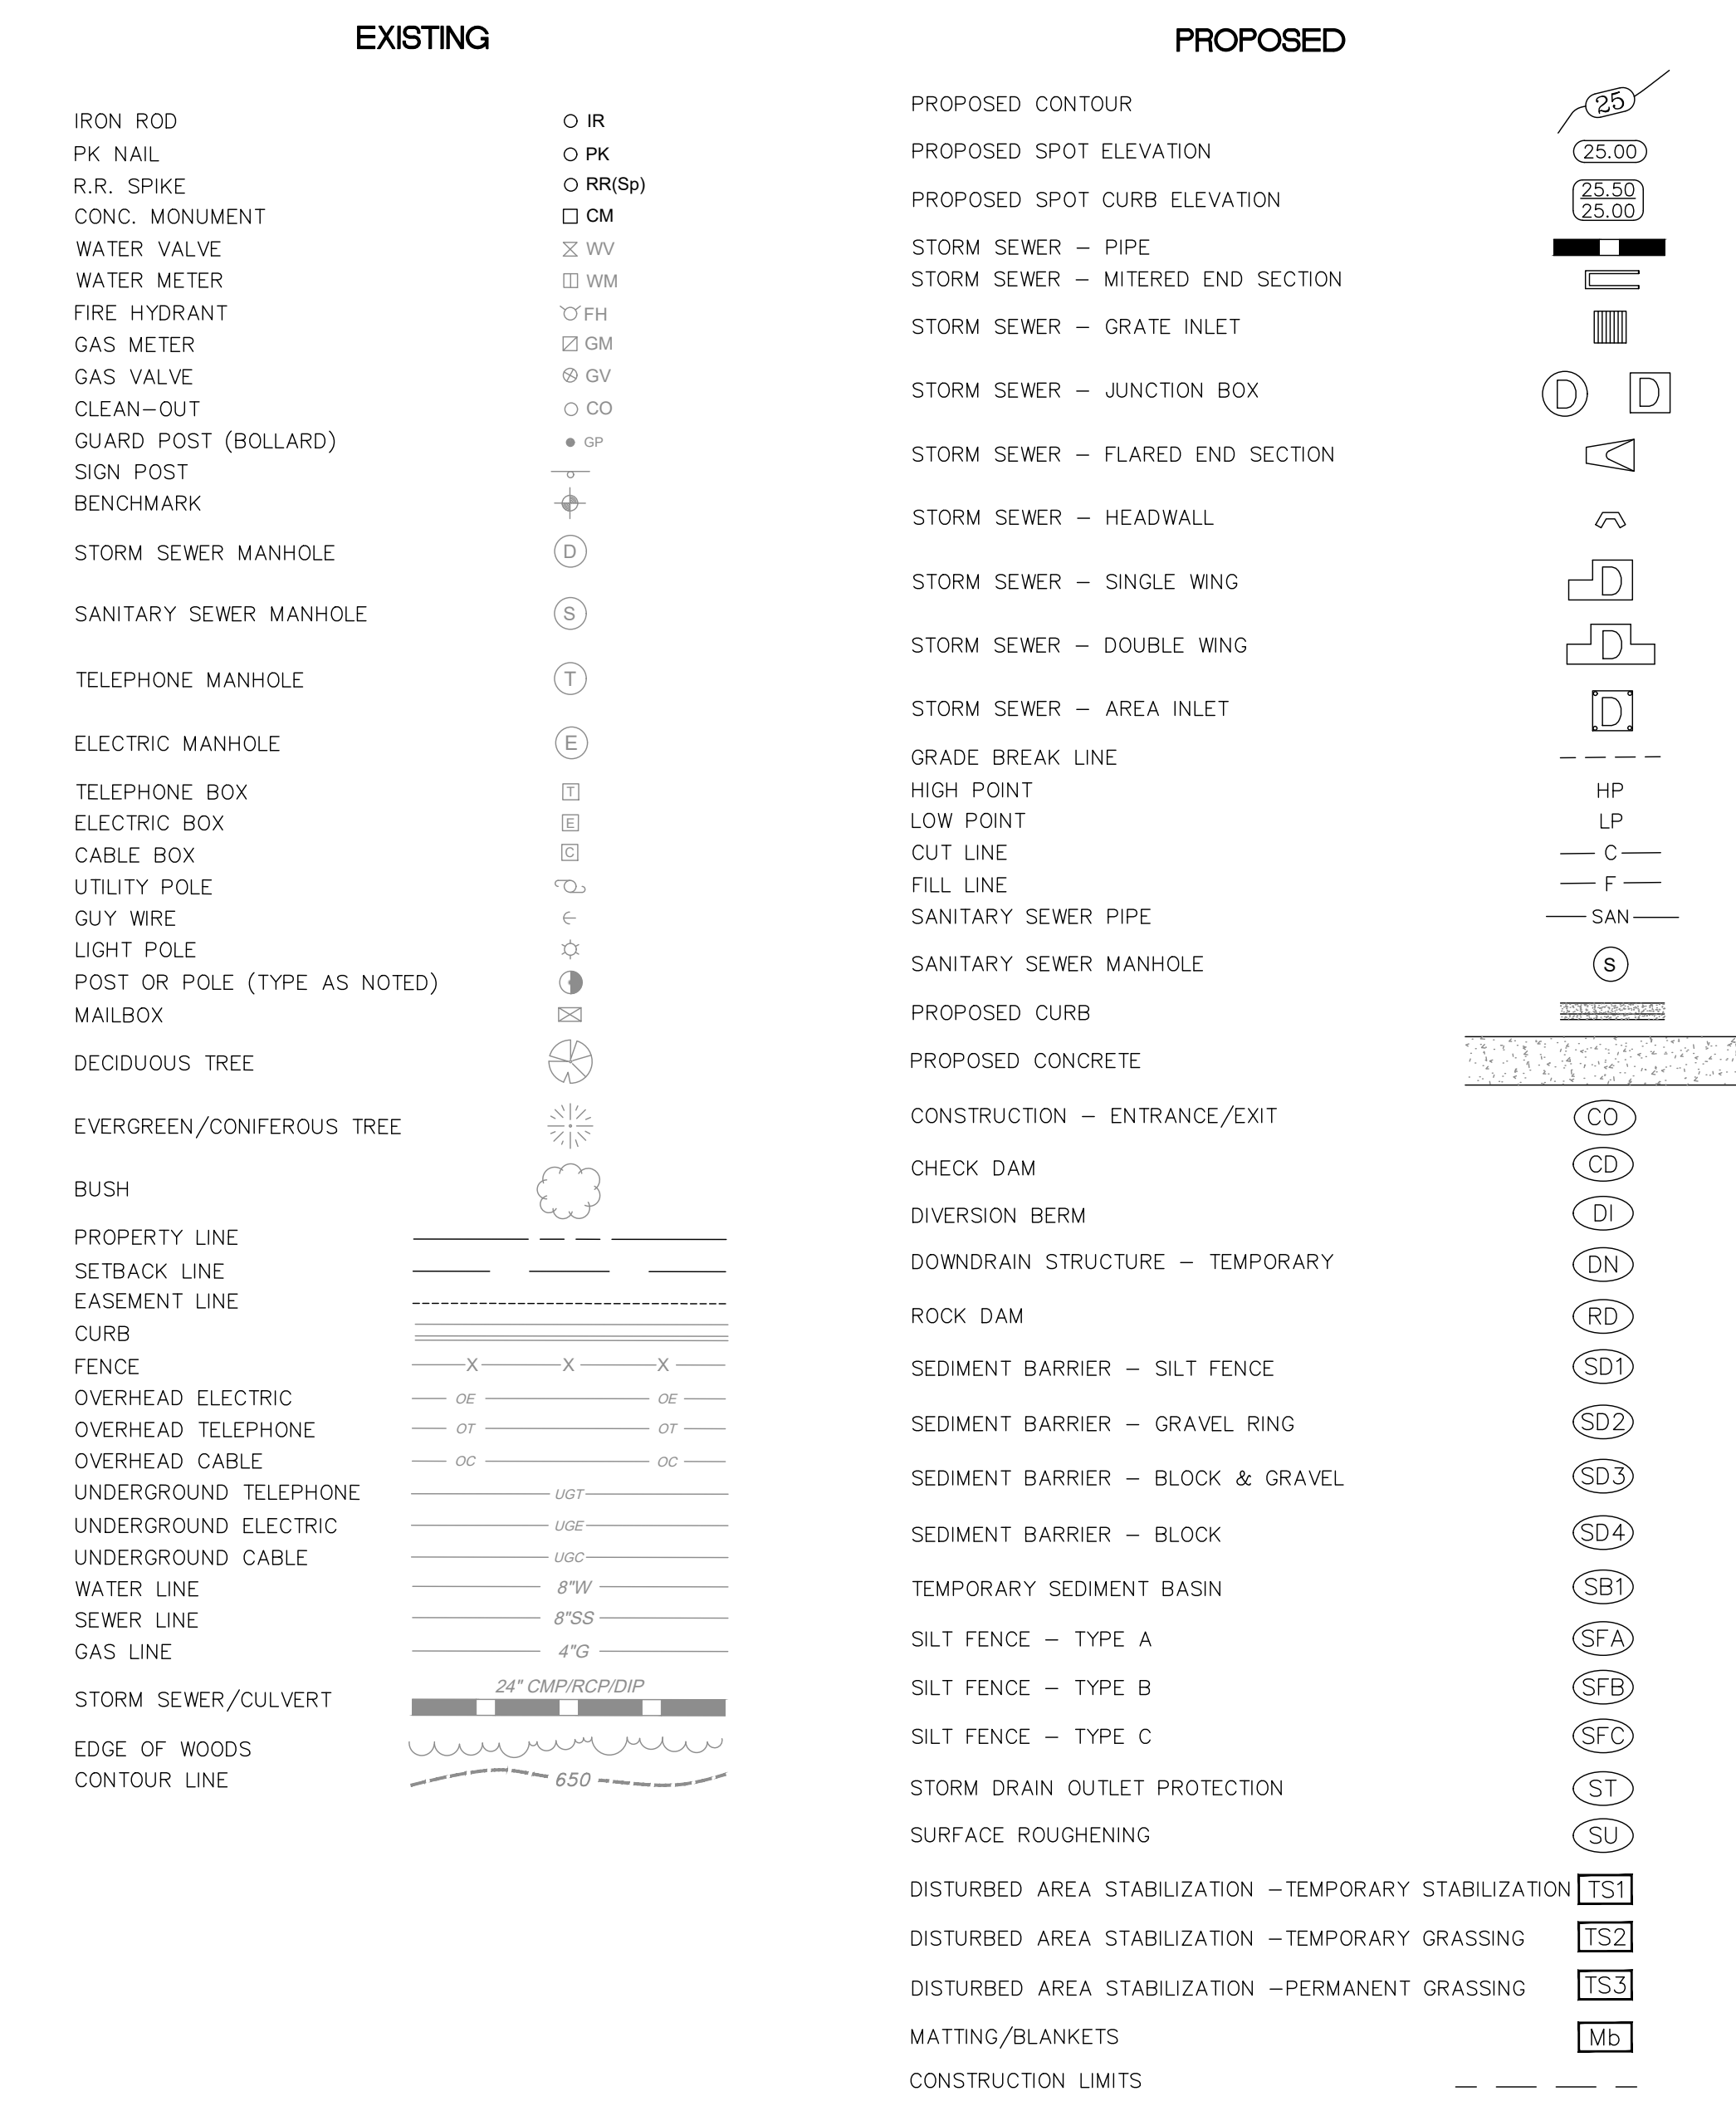 EXISTING
IRON ROD IR
PK NAIL PK
R.R. SPIKE RR(Sp)
CONC. MONUMENT CM
WATER VALVE WV
WATER METER WM
FIRE HYDRANT FH
GAS METER GM
GAS VALVE GV
CLEAN-OUT CO
GUARD POST (BOLLARD) GP
SIGN POST
BENCHMARK
STORM SEWER MANHOLE D
SANITARY SEWER MANHOLE S
TELEPHONE MANHOLE T
ELECTRIC MANHOLE E
TELEPHONE BOX T
ELECTRIC BOX E
CABLE BOX C
UTILITY POLE
GUY WIRE
LIGHT POLE
POST OR POLE (TYPE AS NOTED)
MAILBOX
DECIDUOUS TREE
EVERGREEN/CONIFEROUS TREE
BUSH
PROPERTY LINE
SETBACK LINE
EASEMENT LINE
CURB
FENCE X X X
OVERHEAD ELECTRIC OE OE
OVERHEAD TELEPHONE OT OT
OVERHEAD CABLE OC OC
UNDERGROUND TELEPHONE UGT
UNDERGROUND ELECTRIC UGE
UNDERGROUND CABLE UGC
WATER LINE 8"W
SEWER LINE 8"SS
GAS LINE 4"G
24" CMP/RCP/DIP
STORM SEWER/CULVERT
EDGE OF WOODS
CONTOUR LINE 650
PROPOSED
PROPOSED CONTOUR 25
PROPOSED SPOT ELEVATION 25.00
PROPOSED SPOT CURB ELEVATION 25.50
25.00
STORM SEWER - PIPE
STORM SEWER - MITERED END SECTION
STORM SEWER - GRATE INLET
STORM SEWER - JUNCTION BOX D D
STORM SEWER - FLARED END SECTION
STORM SEWER - HEADWALL
STORM SEWER - SINGLE WING D
STORM SEWER - DOUBLE WING D
STORM SEWER - AREA INLET D
GRADE BREAK LINE
HIGH POINT HP
LOW POINT LP
CUT LINE C
FILL LINE F
SANITARY SEWER PIPE SAN
SANITARY SEWER MANHOLE S
PROPOSED CURB
PROPOSED CONCRETE
CONSTRUCTION - ENTRANCE/EXIT CO
CHECK DAM CD
DIVERSION BERM DI
DOWNDRAIN STRUCTURE - TEMPORARY DN
ROCK DAM RD
SEDIMENT BARRIER - SILT FENCE SD1
SEDIMENT BARRIER - GRAVEL RING SD2
SEDIMENT BARRIER - BLOCK & GRAVEL SD3
SEDIMENT BARRIER - BLOCK SD4
TEMPORARY SEDIMENT BASIN SB1
SILT FENCE - TYPE A SFA
SILT FENCE - TYPE B SFB
SILT FENCE - TYPE C SFC
STORM DRAIN OUTLET PROTECTION ST
SURFACE ROUGHENING SU
DISTURBED AREA STABILIZATION -TEMPORARY STABILIZATION TS1
DISTURBED AREA STABILIZATION -TEMPORARY GRASSING TS2
DISTURBED AREA STABILIZATION -PERMANENT GRASSING TS3
MATTING/BLANKETS Mb
CONSTRUCTION LIMITS